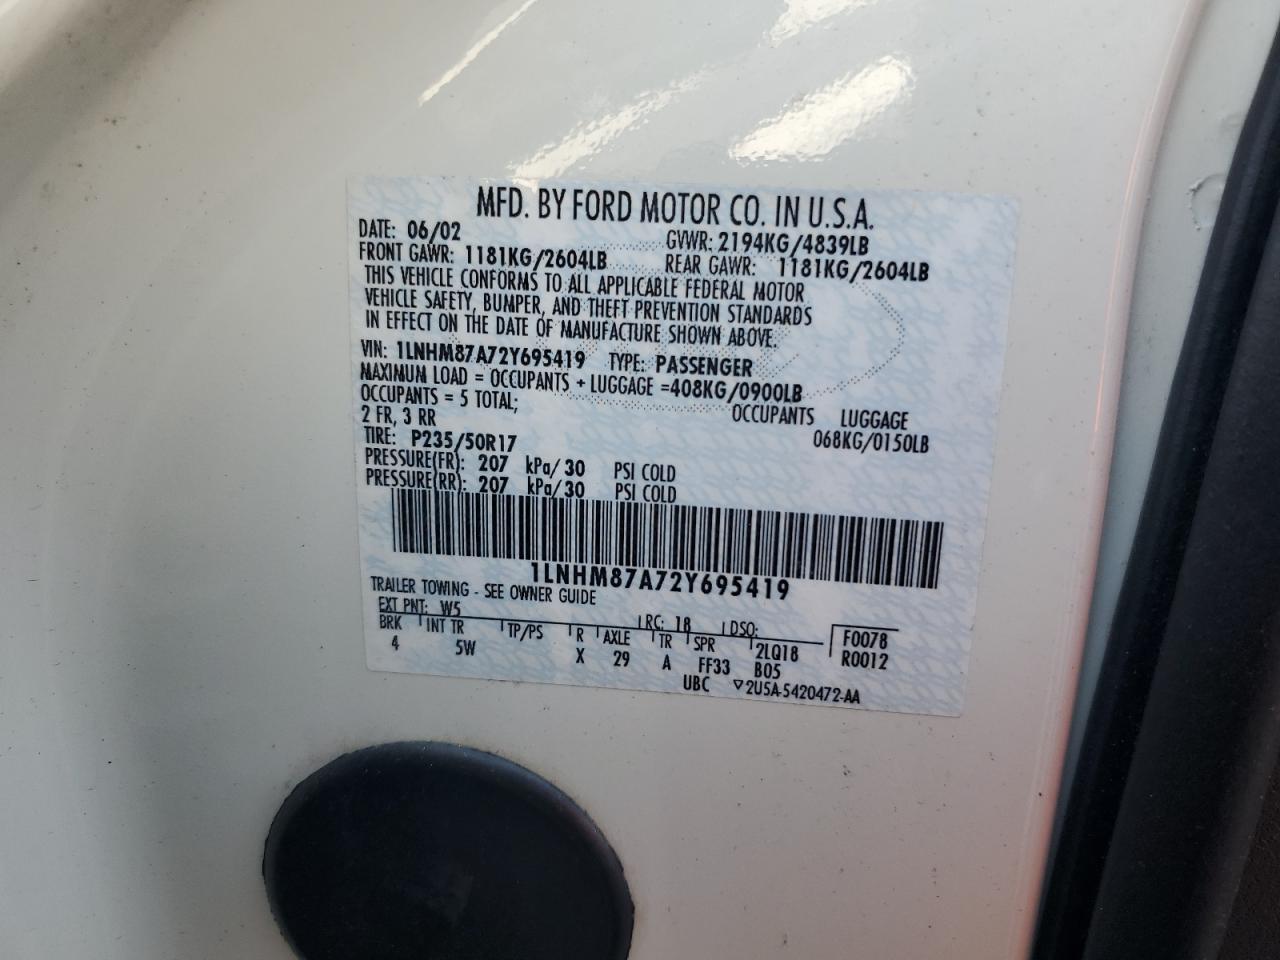 MFD. BY FORD MOTOR CO. IN U.S.A.
DATE: 06/02 GVWR: 2194KG/4839LB
FRONT GAWR: 1181KG/2604LB REAR GAWR: 1181KG/2604LB
THIS VEHICLE CONFORMS TO ALL APPLICABLE FEDERAL MOTOR
VEHICLE SAFETY, BUMPER, AND THEFT PREVENTION STANDARDS
IN EFFECT ON THE DATE OF MANUFACTURE SHOWN ABOVE.
VIN: 1LNHM87A72Y695419 TYPE: PASSENGER
MAXIMUM LOAD = OCCUPANTS + LUGGAGE =408KG/0900LB
OCCUPANTS = 5 TOTAL; OCCUPANTS LUGGAGE
2 FR, 3 RR 068KG/0150LB
TIRE: P235/50R17
PRESSURE(FR): 207 kPa/30 PSI COLD
PRESSURE(RR): 207 kPa/30 PSI COLD
1LNHM87A72Y695419
TRAILER TOWING - SEE OWNER GUIDE
EXT PNT: W5 RC: 18 DSO: F0078
BRK INT TR TP/PS R AXLE TR SPR 2LQ18 R0012
4 5W X 29 A FF33 B05
UBC ▽2U5A-5420472-AA